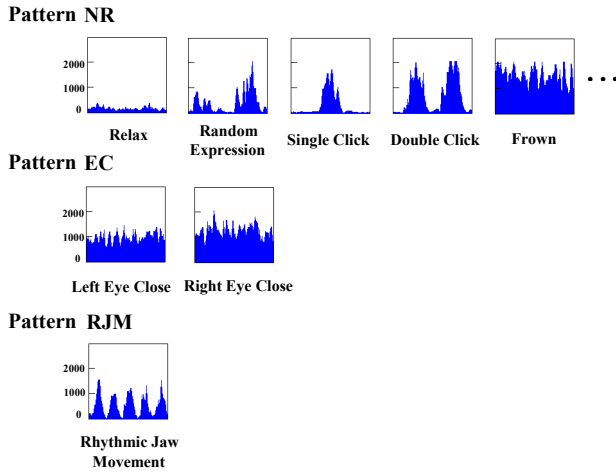 Pattern NR
2000
1000
0
Relax
Random
Expression
Single Click
Double Click
Frown
...
Pattern EC
2000
1000
0
Left Eye Close
Right Eye Close
Pattern RJM
2000
1000
0
Rhythmic Jaw
Movement